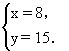 x = 8,
y = 15.